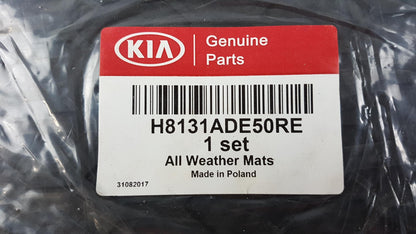 KIA
Genuine
Parts
H8131ADE50RE
1 set
All Weather Mats
Made in Poland
31082017